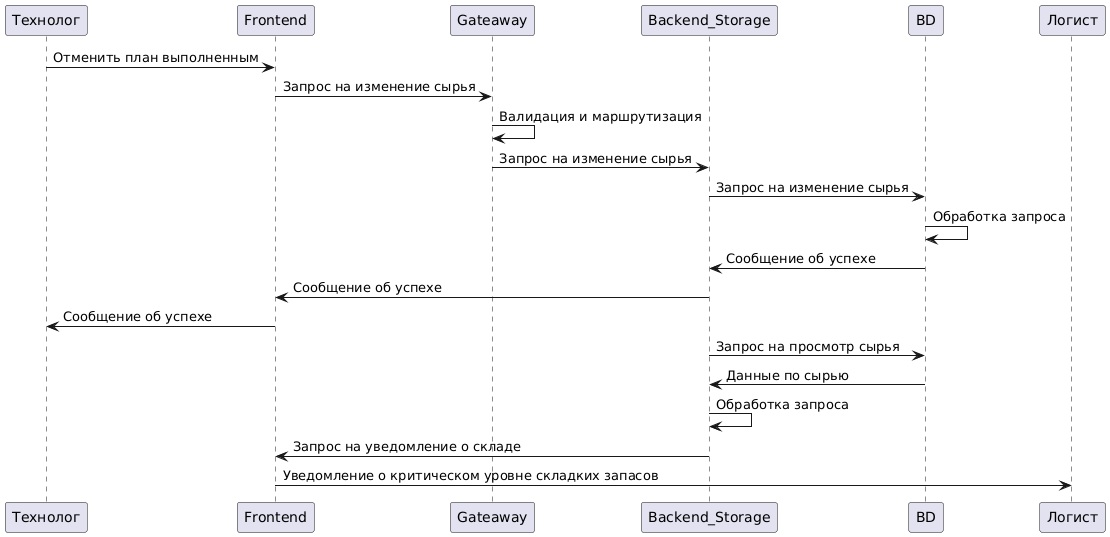 Технолог
Frontend
Gateaway
Backend_Storage
BD
Логист
Отменить план выполненным
Запрос на изменение сырья
Валидация и маршрутизация
Запрос на изменение сырья
Запрос на изменение сырья
Обработка запроса
Сообщение об успехе
Сообщение об успехе
Сообщение об успехе
Запрос на просмотр сырья
Данные по сырью
Обработка запроса
Запрос на уведомление о складе
Уведомление о критическом уровне складких запасов
Технолог
Frontend
Gateaway
Backend_Storage
BD
Логист